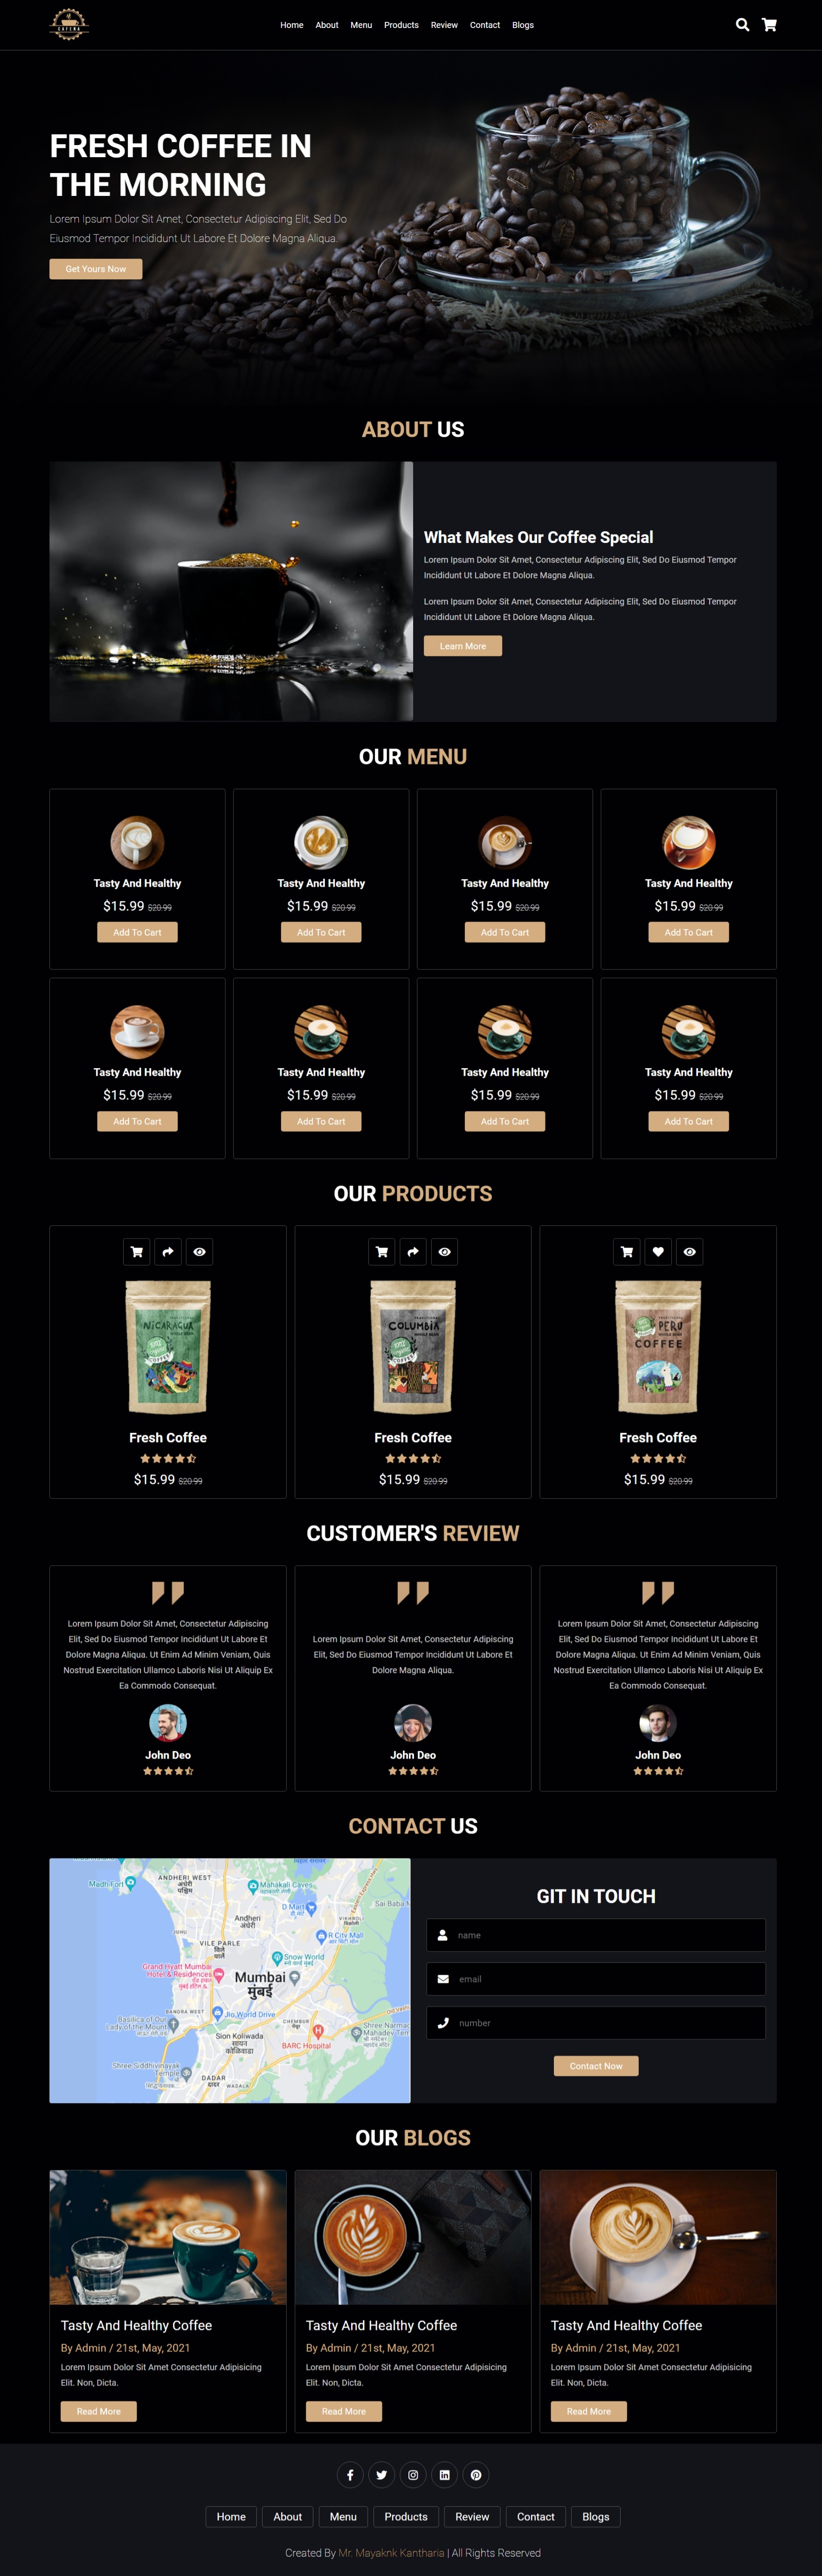 CAFENA
Home About Menu Products Review Contact Blogs
FRESH COFFEE IN
THE MORNING
Lorem Ipsum Dolor Sit Amet, Consectetur Adipiscing Elit, Sed Do
Eiusmod Tempor Incididunt Ut Labore Et Dolore Magna Aliqua.
Get Yours Now
ABOUT US
What Makes Our Coffee Special
Lorem Ipsum Dolor Sit Amet, Consectetur Adipiscing Elit, Sed Do Eiusmod Tempor
Incididunt Ut Labore Et Dolore Magna Aliqua.
Lorem Ipsum Dolor Sit Amet, Consectetur Adipiscing Elit, Sed Do Eiusmod Tempor
Incididunt Ut Labore Et Dolore Magna Aliqua.
Learn More
OUR MENU
Tasty And Healthy Tasty And Healthy Tasty And Healthy Tasty And Healthy
$15.99 $20.99 $15.99 $20.99 $15.99 $20.99 $15.99 $20.99
Add To Cart Add To Cart Add To Cart Add To Cart
Tasty And Healthy Tasty And Healthy Tasty And Healthy Tasty And Healthy
$15.99 $20.99 $15.99 $20.99 $15.99 $20.99 $15.99 $20.99
Add To Cart Add To Cart Add To Cart Add To Cart
OUR PRODUCTS
NICARAGUA
COFFEE
COLUMBIA
COFFEE
PERU
COFFEE
Fresh Coffee Fresh Coffee Fresh Coffee
$15.99 $20.99 $15.99 $20.99 $15.99 $20.99
CUSTOMER'S REVIEW
Lorem Ipsum Dolor Sit Amet, Consectetur Adipiscing
Elit, Sed Do Eiusmod Tempor Incididunt Ut Labore Et
Dolore Magna Aliqua. Ut Enim Ad Minim Veniam, Quis
Nostrud Exercitation Ullamco Laboris Nisi Ut Aliquip Ex
Ea Commodo Consequat.
John Deo
Lorem Ipsum Dolor Sit Amet, Consectetur Adipiscing
Elit, Sed Do Eiusmod Tempor Incididunt Ut Labore Et
Dolore Magna Aliqua.
John Deo
Lorem Ipsum Dolor Sit Amet, Consectetur Adipiscing
Elit, Sed Do Eiusmod Tempor Incididunt Ut Labore Et
Dolore Magna Aliqua. Ut Enim Ad Minim Veniam, Quis
Nostrud Exercitation Ullamco Laboris Nisi Ut Aliquip Ex
Ea Commodo Consequat.
John Deo
CONTACT US
ANDHERI WEST
अंधेरी
पश्चिम
Madh Fort
Mahakali Caves
D Mart
Sai Baba
Andheri
अंधेरी
VIKHROLI
विक्रोली
JUHU
R City Mall
VILE PARLE
विले
पार्ले
Snow World
Grand Hyatt Mumbai
Hotel & Residences
Mumbai
मुंबई
BANDRA WEST
Jio World Drive
Basilica of Our
Lady of the Mount
CHEMBUR
चेंबूर
Sion Koliwada
सायन
कोळिवाडा
BARC Hospital
Shree Narmad
Mahadev Tem
Shree Siddhivinayak
Temple
DADAR
दादर
WADALA
GIT IN TOUCH
name
email
number
Contact Now
OUR BLOGS
Tasty And Healthy Coffee
By Admin / 21st, May, 2021
Lorem Ipsum Dolor Sit Amet Consectetur Adipisicing
Elit. Non, Dicta.
Read More
Tasty And Healthy Coffee
By Admin / 21st, May, 2021
Lorem Ipsum Dolor Sit Amet Consectetur Adipisicing
Elit. Non, Dicta.
Read More
Tasty And Healthy Coffee
By Admin / 21st, May, 2021
Lorem Ipsum Dolor Sit Amet Consectetur Adipisicing
Elit. Non, Dicta.
Read More
Home About Menu Products Review Contact Blogs
Created By Mr. Mayaknk Kantharia | All Rights Reserved